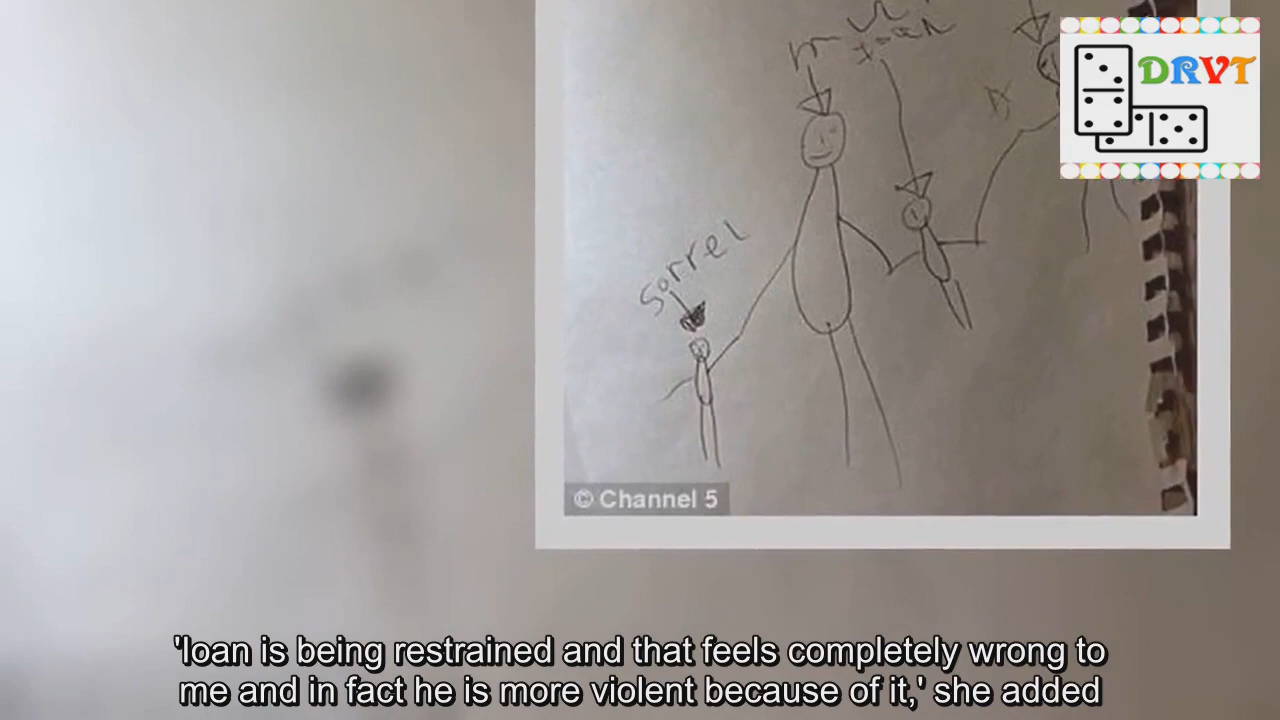 DRVT
Sorrel
© Channel 5
'Ioan is being restrained and that feels completely wrong to
me and in fact he is more violent because of it,' she added